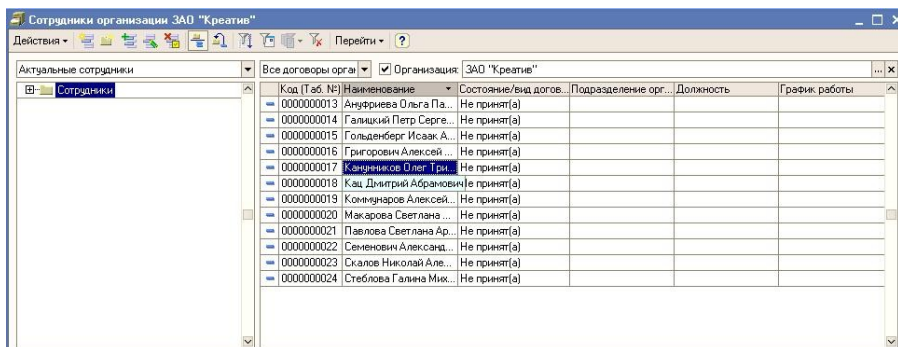 Сотрудники организации ЗАО "Креатив"
Действия Перейти ?
Актуальные сотрудники Все договоры орган Организация: ЗАО "Креатив" ... x
Сотрудники
Код (Таб. №) Наименование Состояние/вид догов... Подразделение орг... Должность График работы
0000000013 Ануфриева Ольга Па... Не принят(а)
0000000014 Галицкий Петр Серге... Не принят(а)
0000000015 Гольденберг Исаак А... Не принят(а)
0000000016 Григорович Алексей ... Не принят(а)
0000000017 Канунников Олег Три... Не принят(а)
0000000018 Кац Дмитрий Абрамович е принят(а)
0000000019 Коммунаров Алексей... Не принят(а)
0000000020 Макарова Светлана ... Не принят(а)
0000000021 Павлова Светлана Ар... Не принят(а)
0000000022 Семенович Александ... Не принят(а)
0000000023 Скалов Николай Але... Не принят(а)
0000000024 Стеблова Галина Мих... Не принят(а)